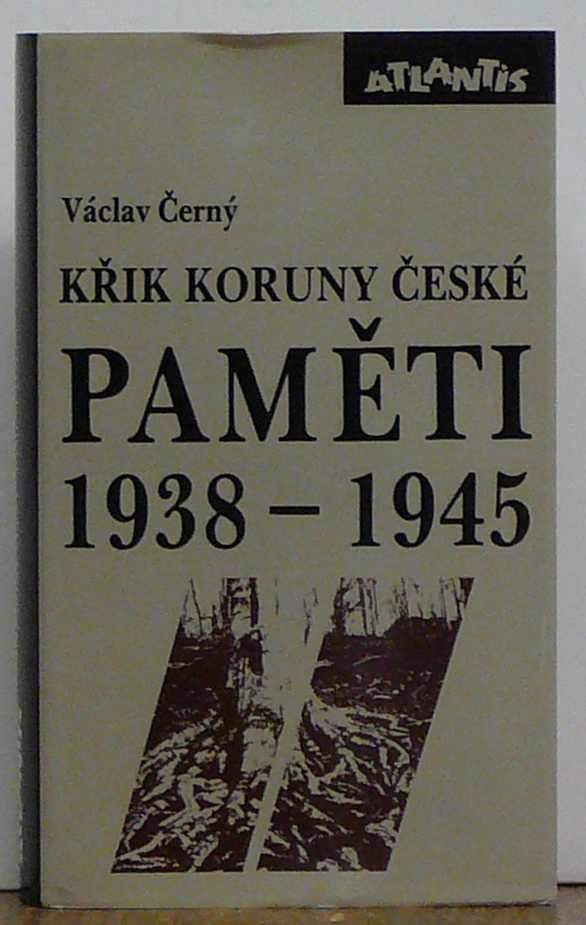 ATLANTIS
Václav Černý
KŘIK KORUNY ČESKÉ
PAMĚTI
1938 – 1945